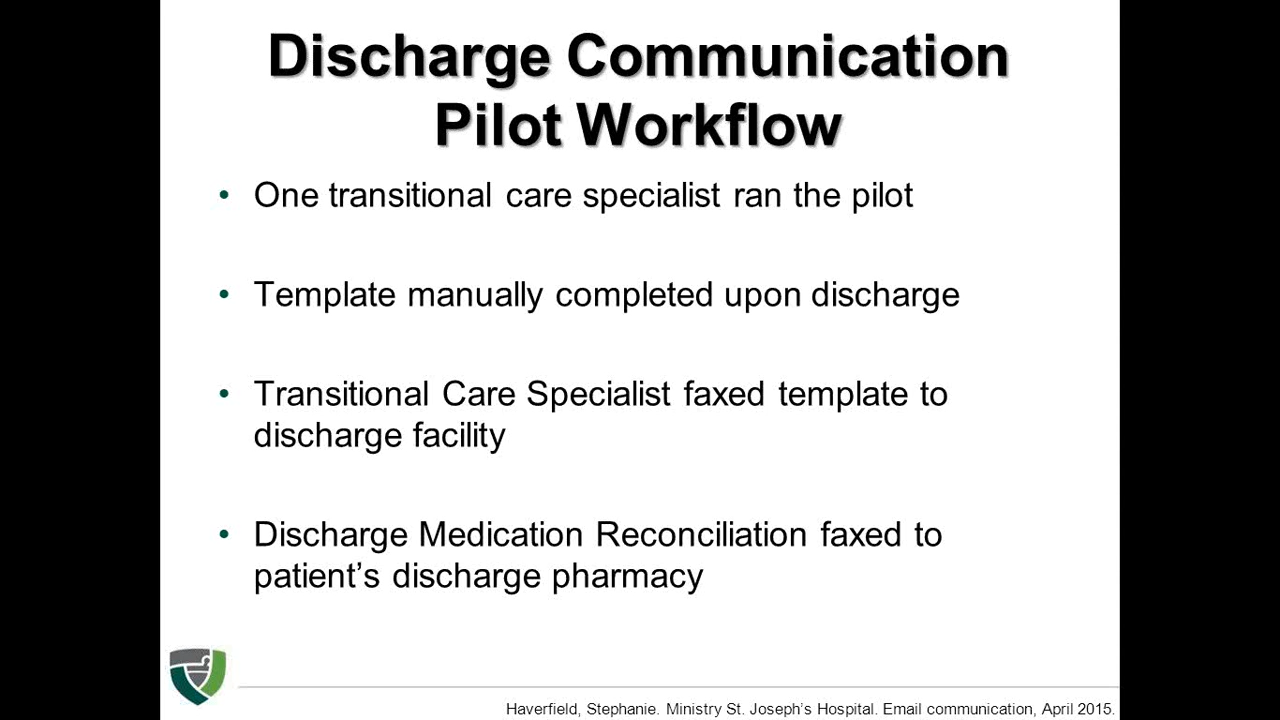 Discharge Communication
Pilot Workflow
• One transitional care specialist ran the pilot
• Template manually completed upon discharge
• Transitional Care Specialist faxed template to
discharge facility
• Discharge Medication Reconciliation faxed to
patient’s discharge pharmacy
Haverfield, Stephanie. Ministry St. Joseph’s Hospital. Email communication, April 2015.